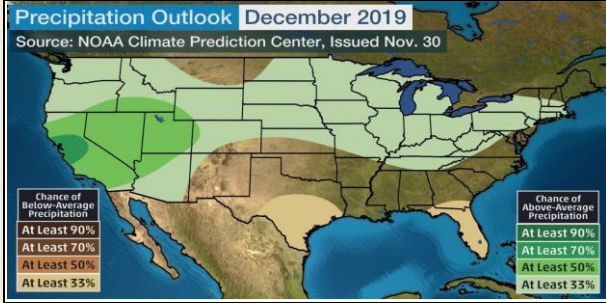 Precipitation Outlook December 2019
Source: NOAA Climate Prediction Center, Issued Nov. 30
Chance of
Below-Average
Precipitation
At Least 90%
At Least 70%
At Least 50%
At Least 33%
Chance of
Above-Average
Precipitation
At Least 90%
At Least 70%
At Least 50%
At Least 33%